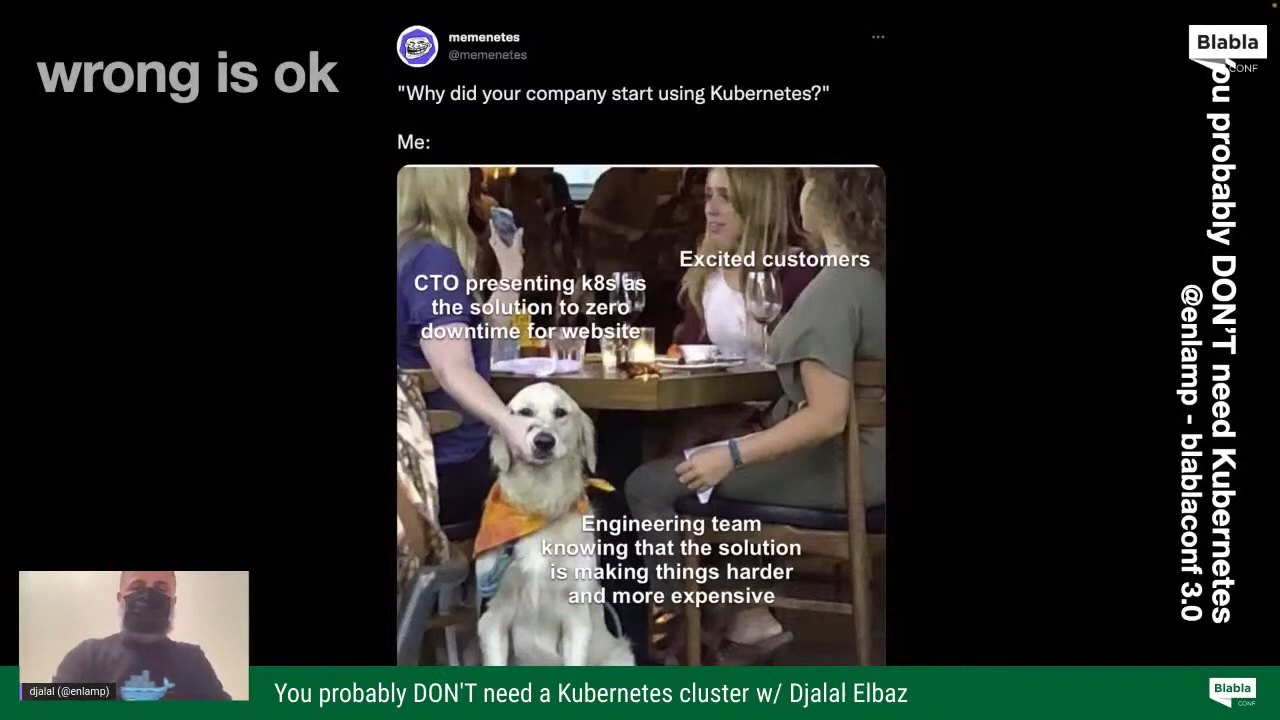 wrong is ok
memenetes
@memenetes
"Why did your company start using Kubernetes?"
Me:
Excited customers
CTO presenting k8s as
the solution to zero
downtime for website
Engineering team
knowing that the solution
is making things harder
and more expensive
Blabla
CONF
You probably DON'T need Kubernetes
@enlamp - blablaconf 3.0
djalal (@enlamp)
You probably DON'T need a Kubernetes cluster w/ Djalal Elbaz
Blabla
CONF